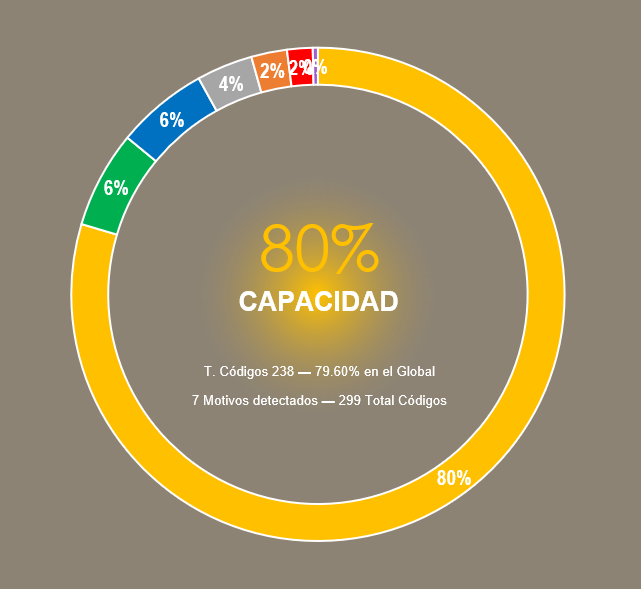 2%
0%
2%
4%
6%
6%
80%
CAPACIDAD
T. Códigos 238 — 79.60% en el Global
7 Motivos detectados — 299 Total Códigos
80%